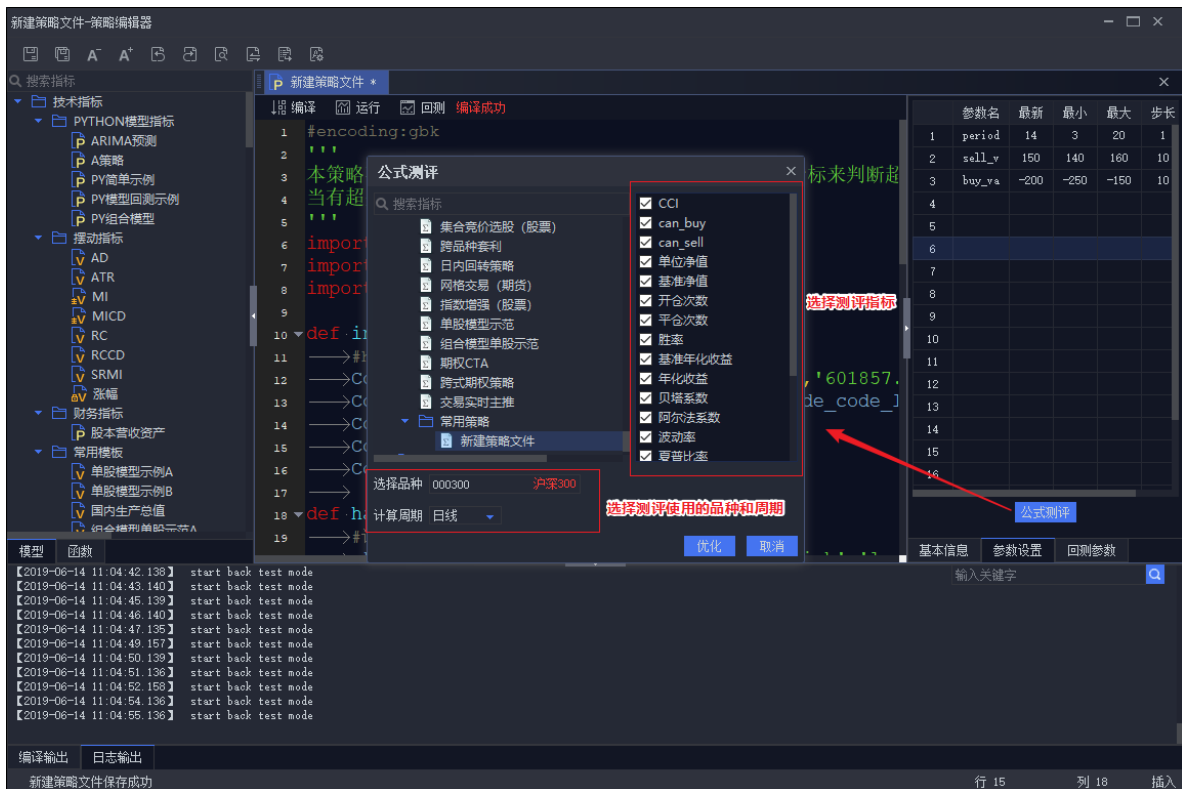 新建策略文件-策略编辑器
搜索指标
技术指标
PYTHON模型指标
ARIMA预测
A策略
PY简单示例
PY模型回测示例
PY组合模型
摆动指标
AD
ATR
MI
MICD
RC
RCCD
SRMI
涨幅
财务指标
股本营收资产
常用模板
单股模型示例A
单股模型示例B
国内生产总值
组合模型单股示范A
模型 函数
新建策略文件 *
编译 运行 回测 编译成功
1 #encoding:gbk
2 '''
3 本策略 标来判断超
4 当有超
5 '''
6 import
7 import
8 import
9
10 def in
11 #h
12 Co ,'601857.
13 Co de_code_l
14 Co
15 Co
16 Co
17
18 def ha
19
公式测评
搜索指标
集合竞价选股（股票）
跨品种套利
日内回转策略
网格交易（期货）
指数增强（股票）
单股模型示范
组合模型单股示范
期权CTA
跨式期权策略
交易实时主推
常用策略
新建策略文件
CCI
can_buy
can_sell
单位净值
基准净值
开仓次数
平仓次数
胜率
基准年化收益
年化收益
贝塔系数
阿尔法系数
波动率
夏普比率
选择测评指标
选择品种 000300 沪深300
计算周期 日线
选择测评使用的品种和周期
优化 取消
参数名 最新 最小 最大 步长
1 period 14 3 20 1
2 sell_v 150 140 160 10
3 buy_va -200 -250 -150 10
4
5
6
7
8
9
10
11
12
13
14
15
16
公式测评
基本信息 参数设置 回测参数
输入关键字
【2019-06-14 11:04:42.138】 start back test mode
【2019-06-14 11:04:43.140】 start back test mode
【2019-06-14 11:04:45.139】 start back test mode
【2019-06-14 11:04:46.140】 start back test mode
【2019-06-14 11:04:47.135】 start back test mode
【2019-06-14 11:04:49.157】 start back test mode
【2019-06-14 11:04:50.139】 start back test mode
【2019-06-14 11:04:51.136】 start back test mode
【2019-06-14 11:04:52.158】 start back test mode
【2019-06-14 11:04:54.136】 start back test mode
【2019-06-14 11:04:55.136】 start back test mode
编译输出 日志输出
新建策略文件保存成功
行 15 列 18 插入